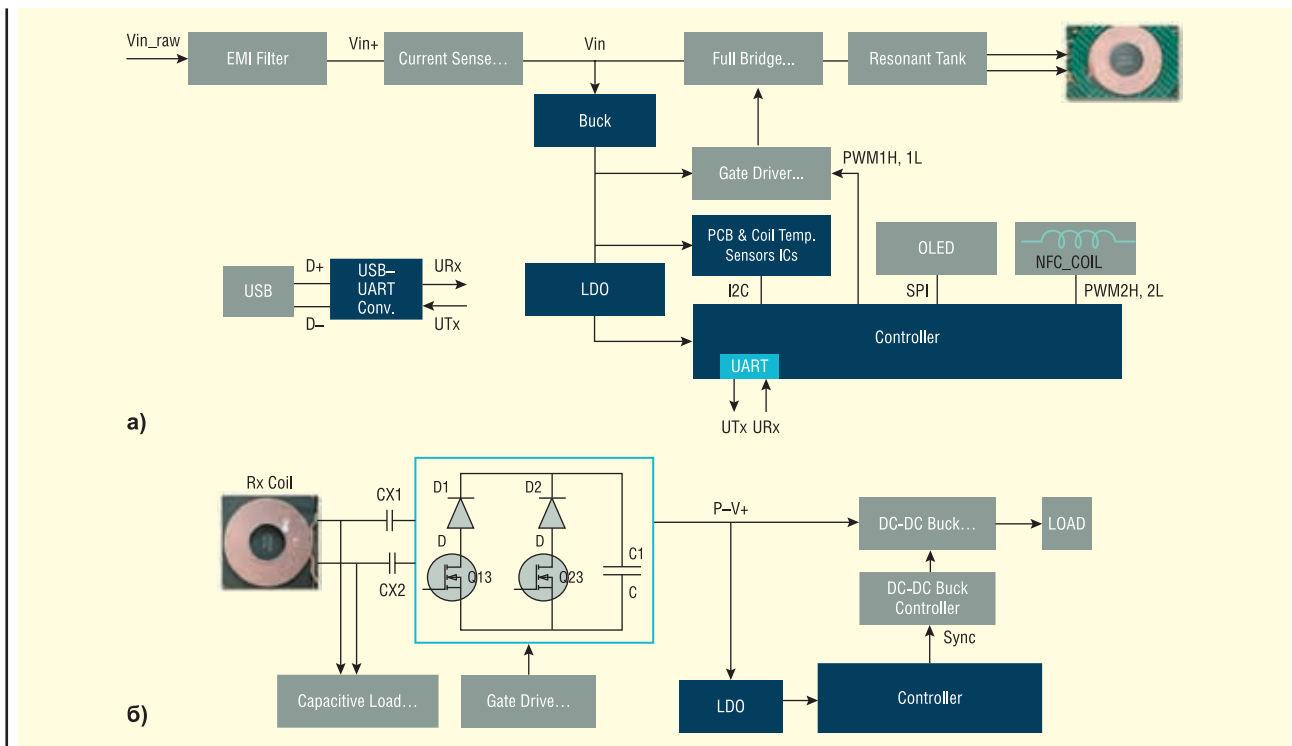 Vin_raw
EMI Filter
Vin+
Current Sense...
Vin
Full Bridge...
Resonant Tank
Buck
Gate Driver...
PWM1H, 1L
PCB & Coil Temp.
Sensors ICs
OLED
NFC_COIL
USB
D+
D–
USB–
UART
Conv.
URx
UTx
LDO
I2C
SPI
PWM2H, 2L
Controller
UART
UTx URx
а)
Rx Coil
CX1
CX2
D1
D2
D
D
Q13
Q23
C1
C
P–V+
DC-DC Buck...
LOAD
DC-DC Buck
Controller
Sync
Capacitive Load...
Gate Drive...
LDO
Controller
б)